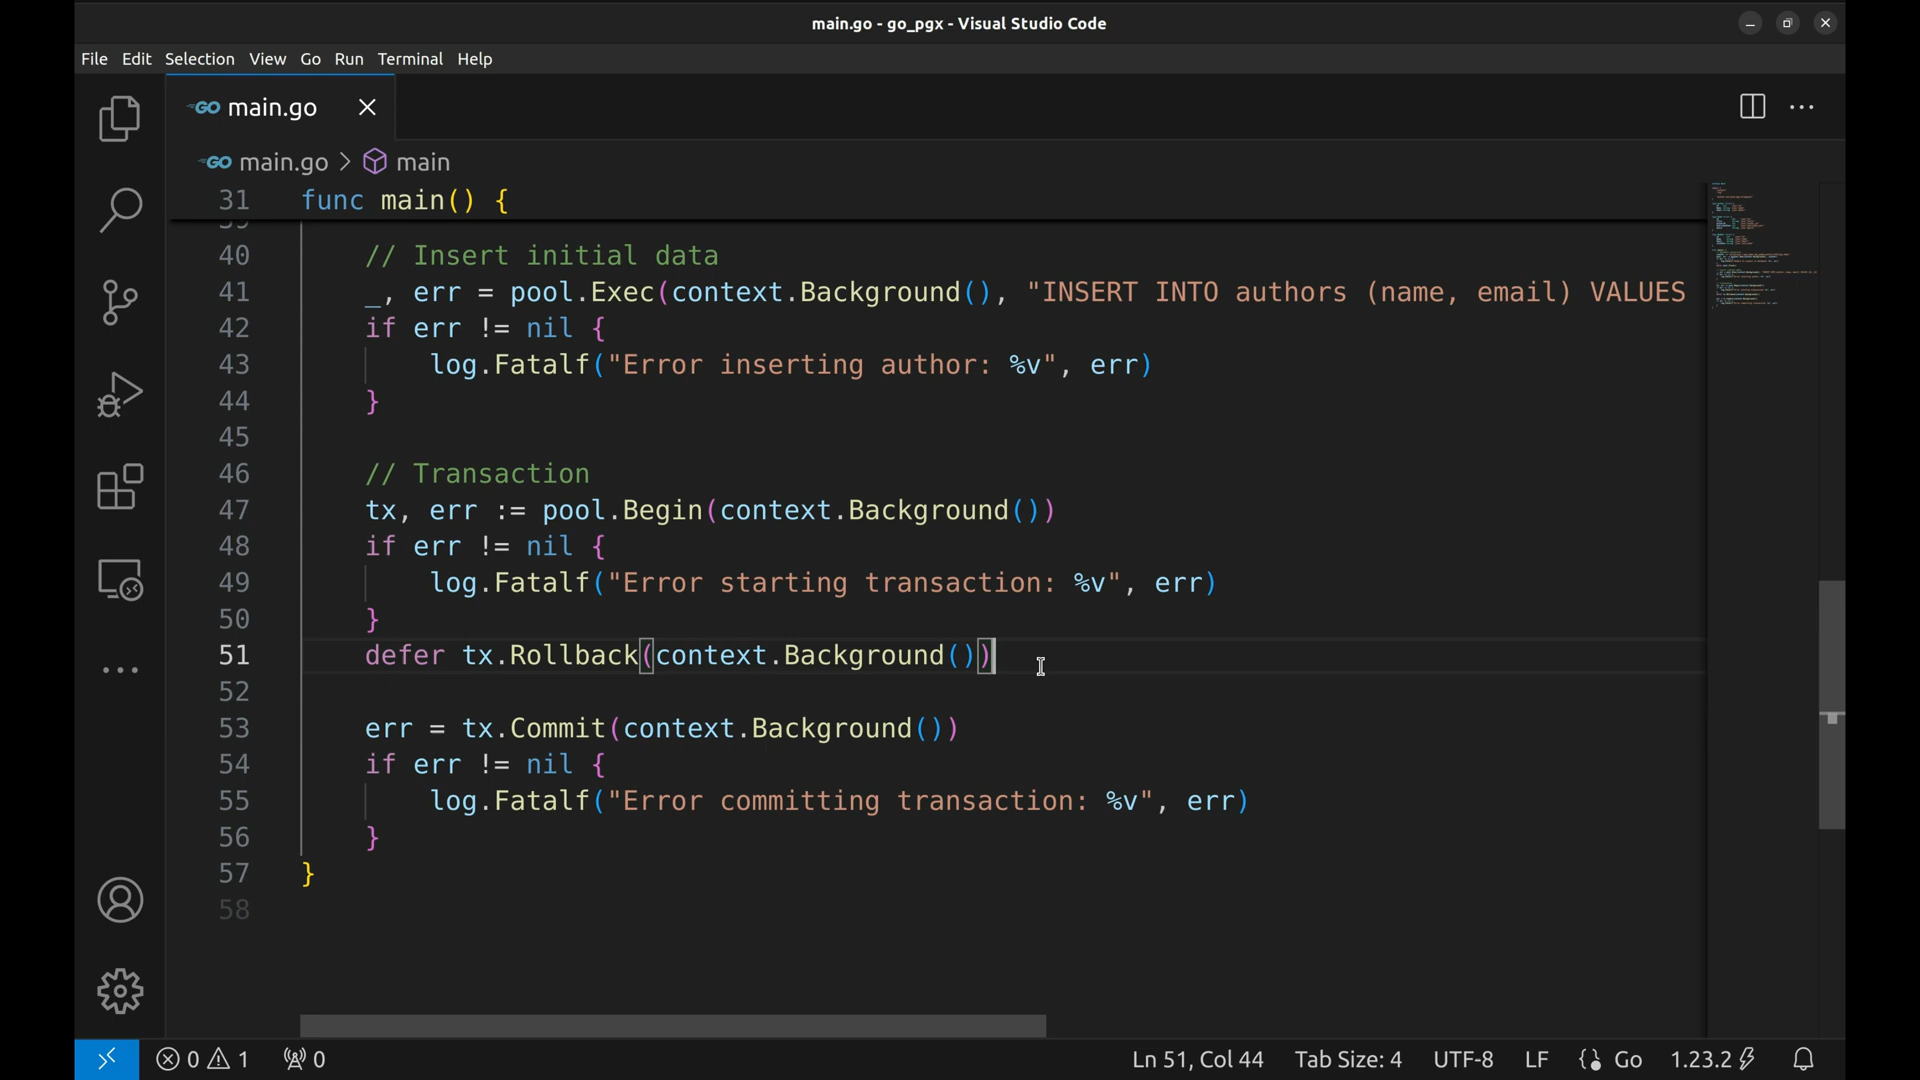 main.go - go_pgx - Visual Studio Code
File Edit Selection View Go Run Terminal Help
GO main.go
GO main.go > main
31 func main() {
39
40 // Insert initial data
41 _, err = pool.Exec(context.Background(), "INSERT INTO authors (name, email) VALUES
42 if err != nil {
43 log.Fatalf("Error inserting author: %v", err)
44 }
45
46 // Transaction
47 tx, err := pool.Begin(context.Background())
48 if err != nil {
49 log.Fatalf("Error starting transaction: %v", err)
50 }
51 defer tx.Rollback(context.Background())
52
53 err = tx.Commit(context.Background())
54 if err != nil {
55 log.Fatalf("Error committing transaction: %v", err)
56 }
57 }
58
0 1 0 Ln 51, Col 44 Tab Size: 4 UTF-8 LF {} Go 1.23.2